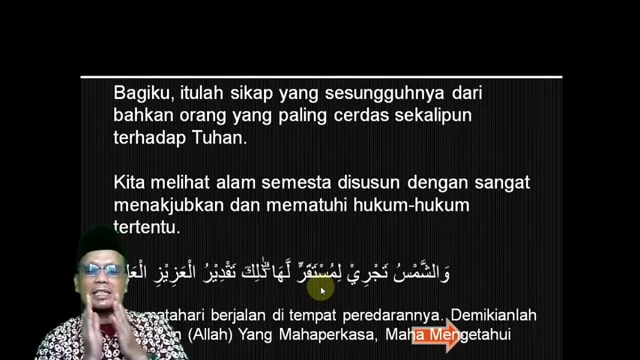 Bagiku, itulah sikap yang sesungguhnya dari
bahkan orang yang paling cerdas sekalipun
terhadap Tuhan.
Kita melihat alam semesta disusun dengan sangat
menakjubkan dan mematuhi hukum-hukum
tertentu.
وَالشَّمْسُ تَجْرِيْ لِمُسْتَقَرٍّ لَّهَا ۗذٰلِكَ تَقْدِيْرُ الْعَزِيْزِ
matahari berjalan di tempat peredarannya. Demikianlah
(Allah) Yang Mahaperkasa, Maha Mengetahui